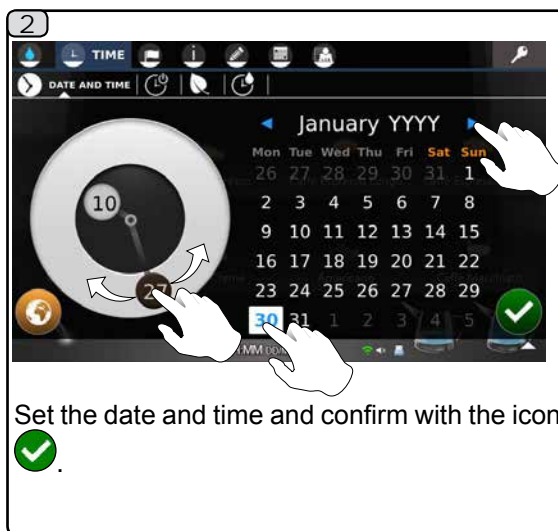 2
TIME
DATE AND TIME
10
27
January YYYY
Mon Tue Wed Thu Fri Sat Sun
26 27 28 29 30 31 1
2 3 4 5 6 7 8
9 10 11 12 13 14 15
16 17 18 19 20 21 22
23 24 25 26 27 28 29
30 31 1 2 3 4 5
Set the date and time and confirm with the icon
.